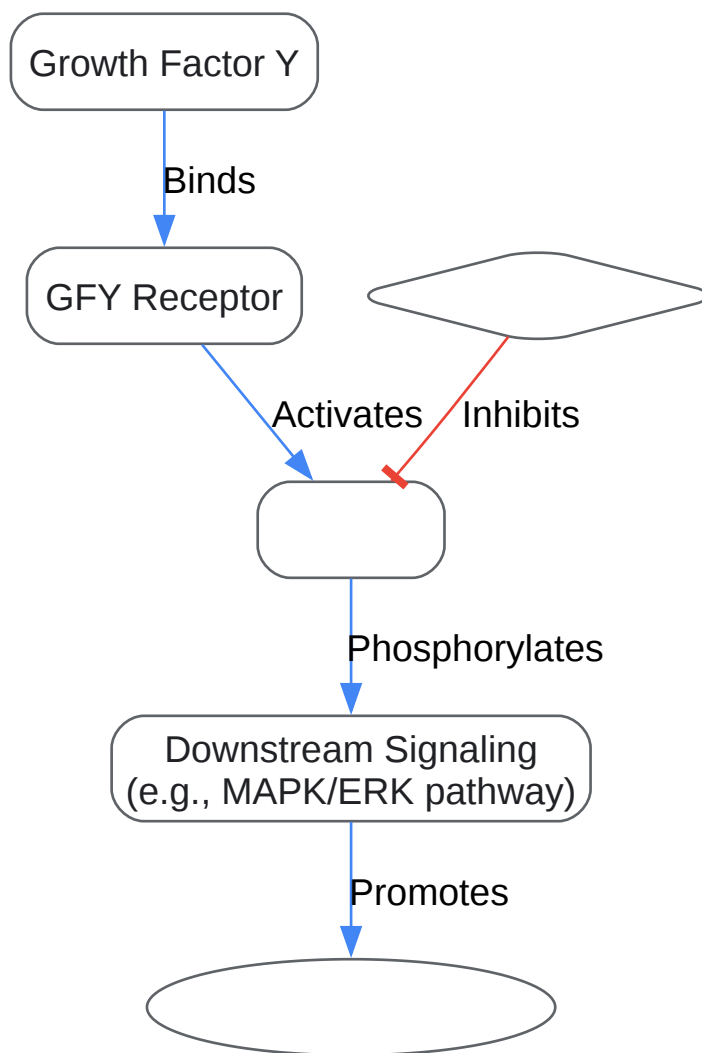 Growth Factor Y
Binds
GFY Receptor
Activates
Inhibits
Phosphorylates
Downstream Signaling
(e.g., MAPK/ERK pathway)
Promotes